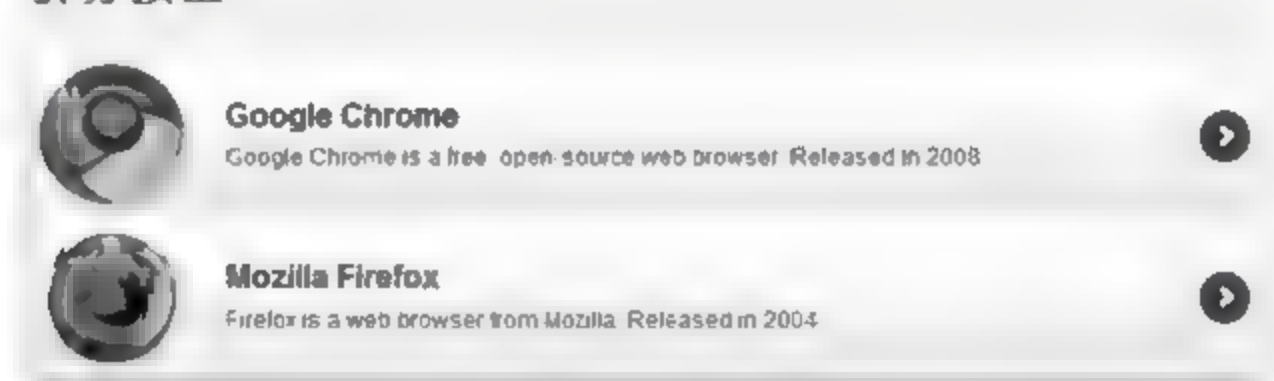 Google Chrome
Google Chrome is a free, open-source web browser. Released in 2008
Mozilla Firefox
Firefox is a web browser from Mozilla. Released in 2004